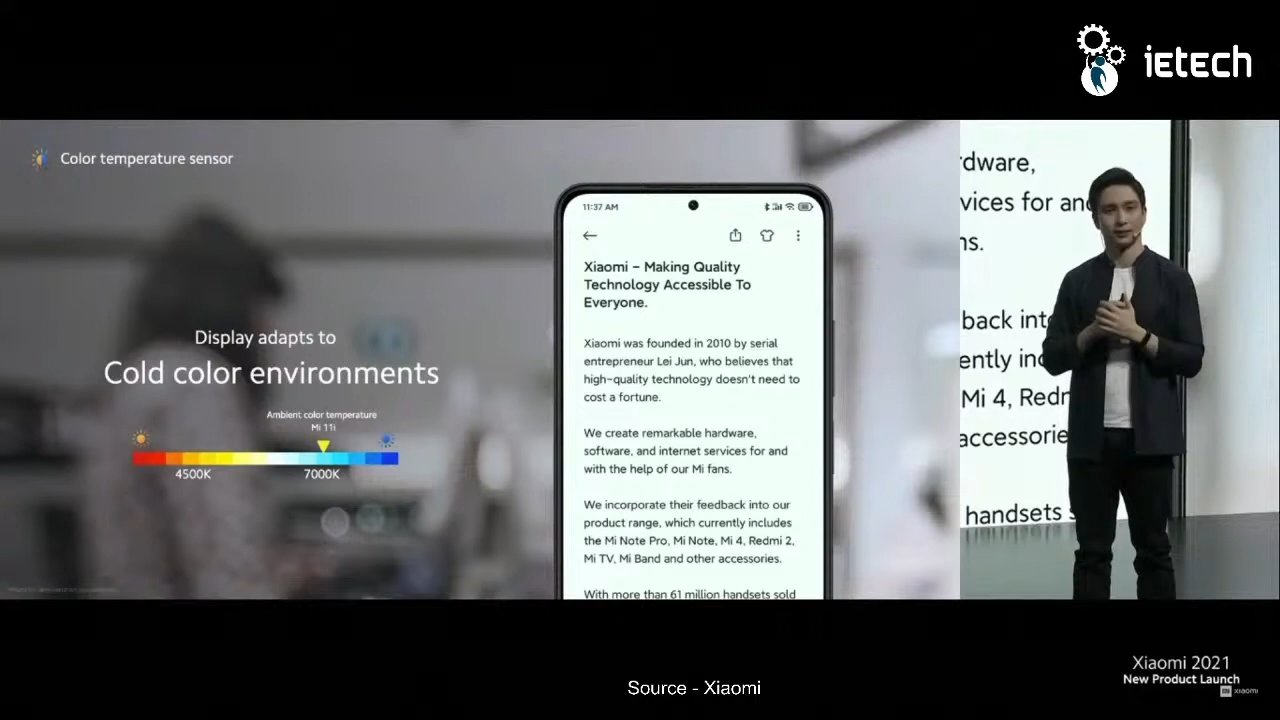 ietech
Color temperature sensor
Display adapts to
Cold color environments
Ambient color temperature
Mi 11i
4500K
7000K
11:37 AM
Xiaomi – Making Quality
Technology Accessible To
Everyone.
Xiaomi was founded in 2010 by serial
entrepreneur Lei Jun, who believes that
high-quality technology doesn't need to
cost a fortune.
We create remarkable hardware,
software, and internet services for and
with the help of our Mi fans.
We incorporate their feedback into our
product range, which currently includes
the Mi Note Pro, Mi Note, Mi 4, Redmi 2,
Mi TV, Mi Band and other accessories.
With more than 61 million handsets sold
rdware,
vices for and
ns.
back into
ently inc
Mi 4, Redr
accessorie
handsets s
Source - Xiaomi
Xiaomi 2021
New Product Launch
mi xiaomi